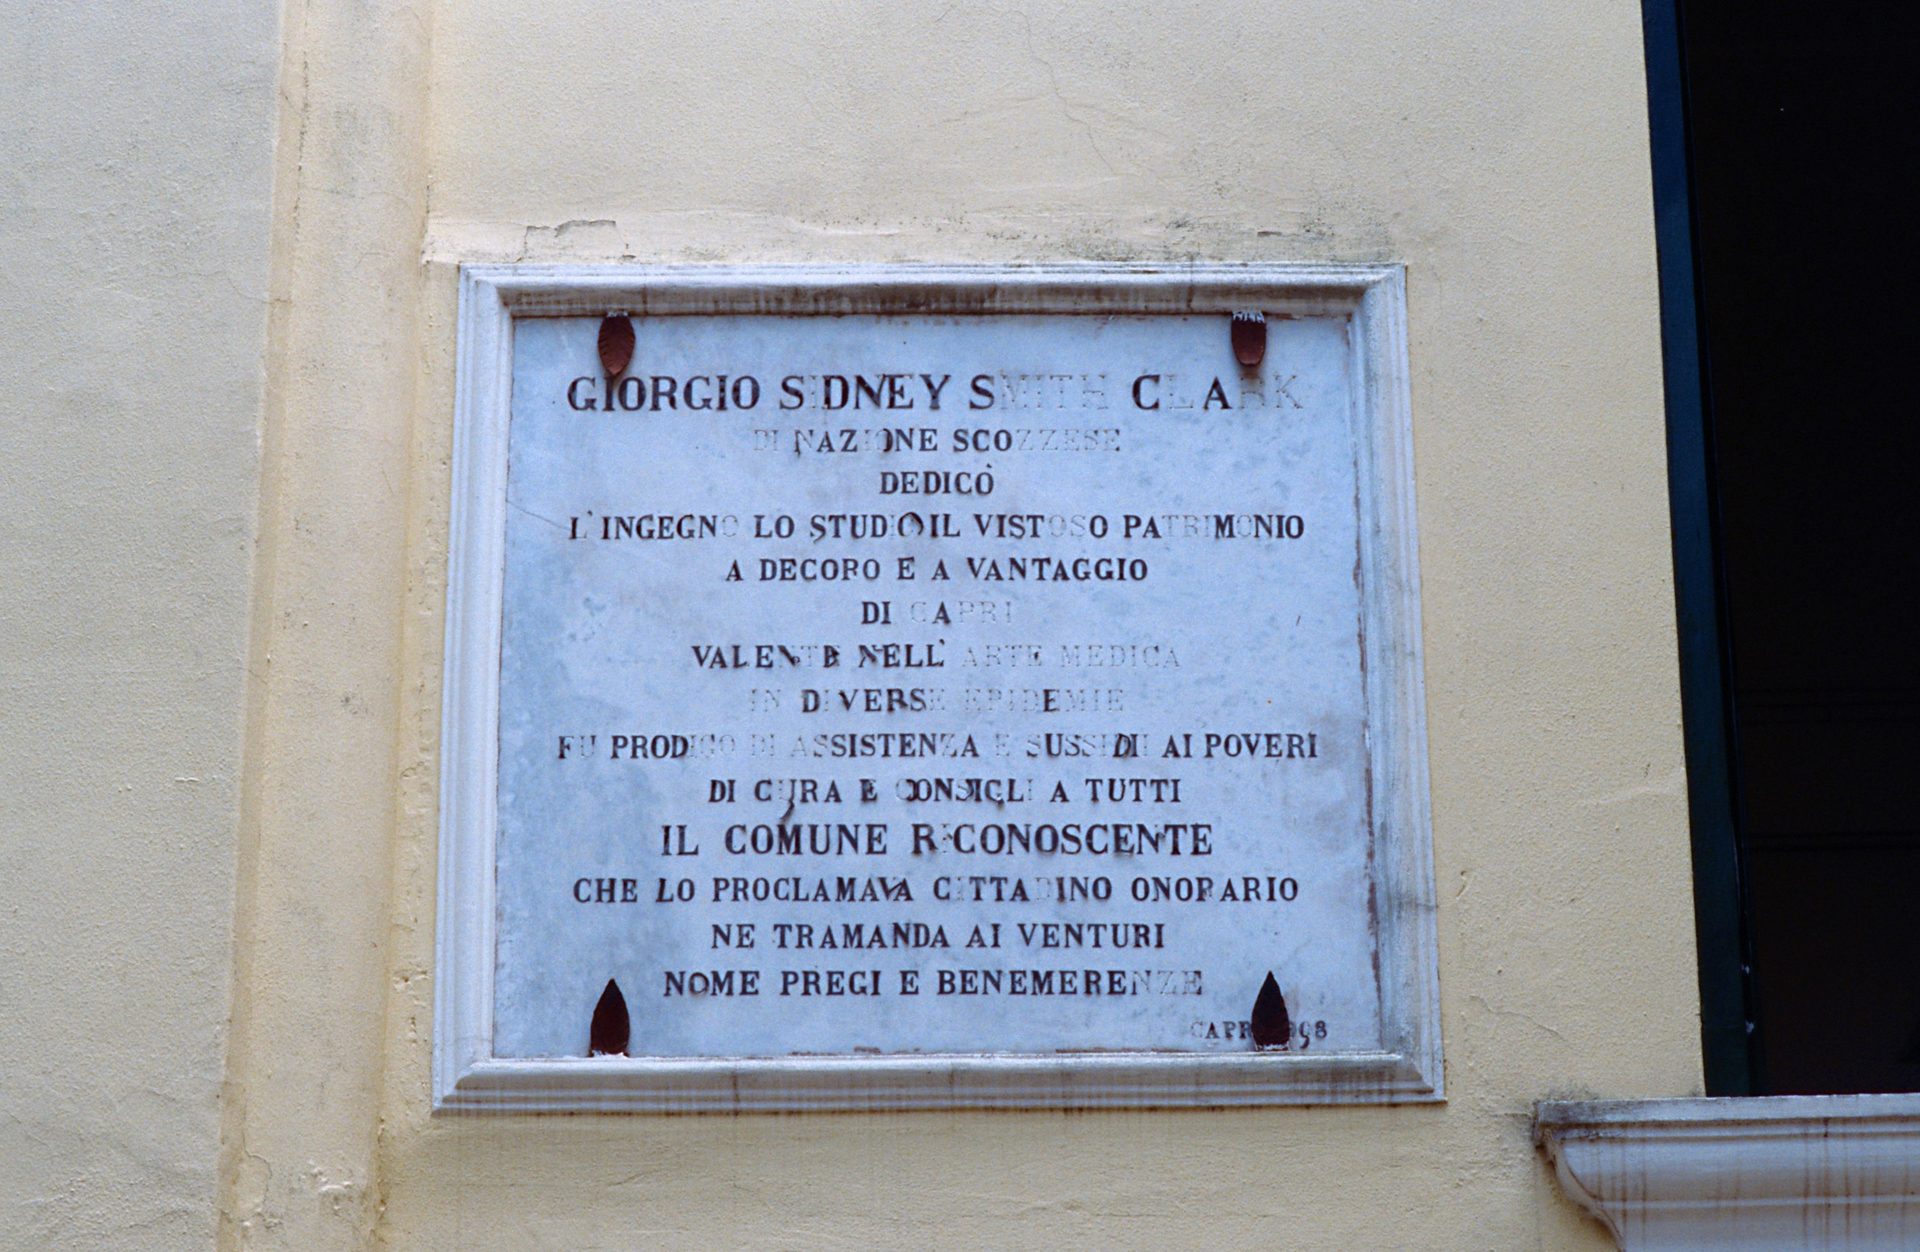 GIORGIO SIDNEY SMITH CLARK
DI NAZIONE SCOZZESE
DEDICÒ
L'INGEGNO LO STUDIO IL VISTOSO PATRIMONIO
A DECORO E A VANTAGGIO
DI CAPRI
VALENTE NELL' ARTE MEDICA
IN DIVERSE EPIDEMIE
FU PRODIGO DI ASSISTENZA E SUSSIDII AI POVERI
DI CURA E CONSIGLI A TUTTI
IL COMUNE RICONOSCENTE
CHE LO PROCLAMAVA CITTADINO ONORARIO
NE TRAMANDA AI VENTURI
NOME PREGI E BENEMERENZE
CAPRI